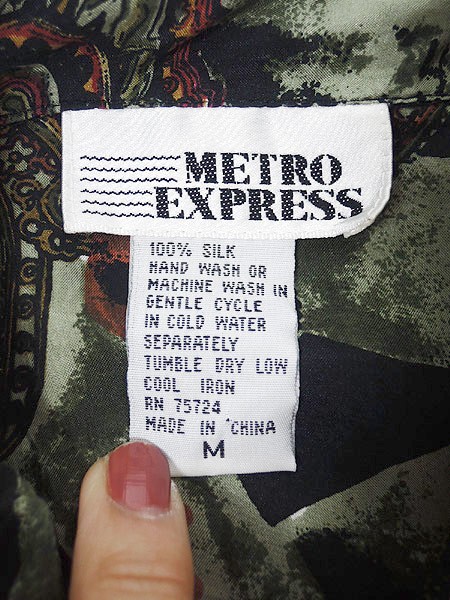 METRO
EXPRESS
100% SILK
HAND WASH OR
MACHINE WASH IN
GENTLE CYCLE
IN COLD WATER
SEPARATELY
TUMBLE DRY LOW
COOL IRON
RN 75724
MADE IN CHINA
M